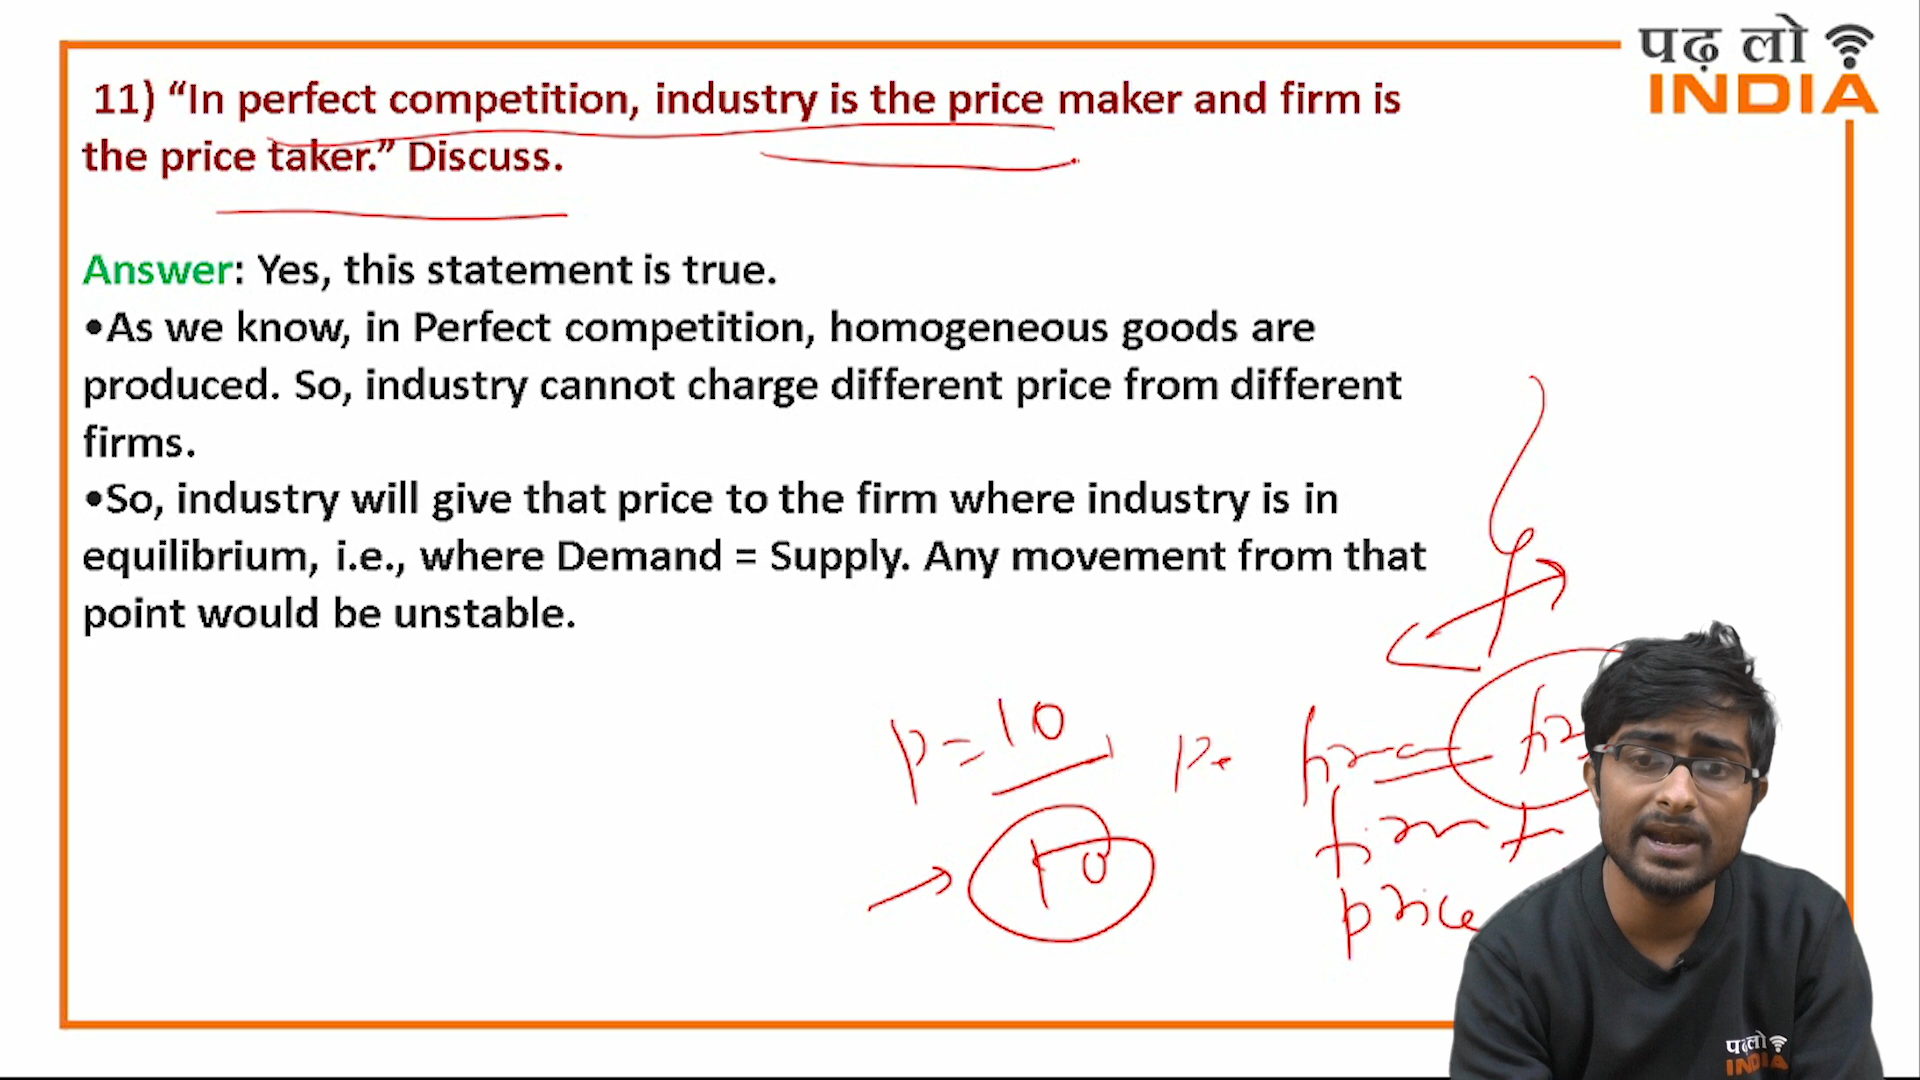 पढ़ लो
INDIA
11) “In perfect competition, industry is the price maker and firm is
the price taker.” Discuss.
Answer: Yes, this statement is true.
•As we know, in Perfect competition, homogeneous goods are
produced. So, industry cannot charge different price from different
firms.
•So, industry will give that price to the firm where industry is in
equilibrium, i.e., where Demand = Supply. Any movement from that
point would be unstable.
p=10
10
firm
price
पढ़ लो
INDIA